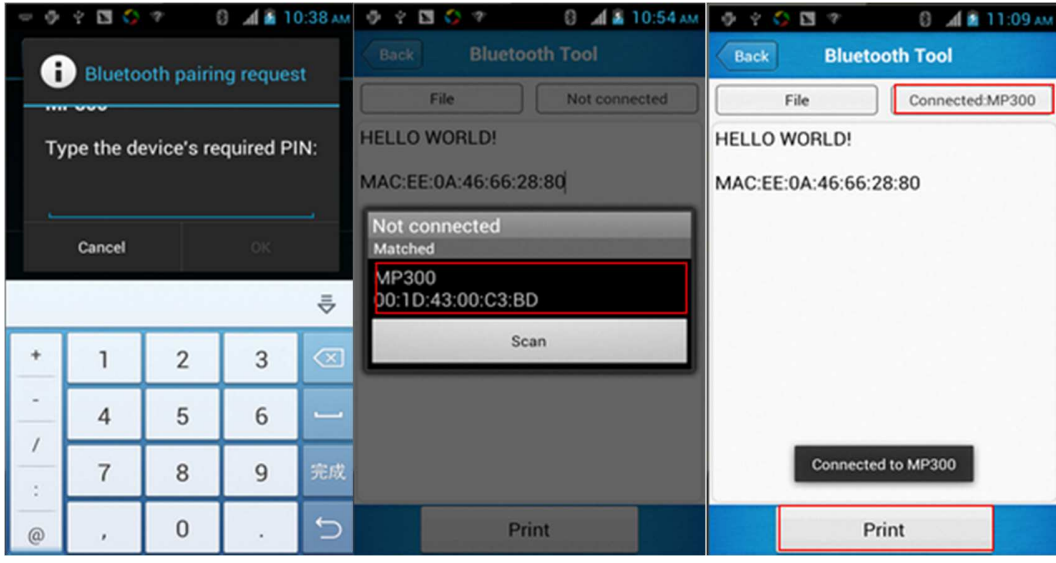 10:38 AM
Bluetooth pairing request
MP300
Type the device's required PIN:
Cancel
OK
+
1
2
3
-
4
5
6
/
7
8
9
完成
:
@
,
0
.
10:54 AM
Back
Bluetooth Tool
File
Not connected
HELLO WORLD!
MAC:EE:0A:46:66:28:80
Not connected
Matched
MP300
00:1D:43:00:C3:BD
Scan
Print
11:09 AM
Back
Bluetooth Tool
File
Connected:MP300
HELLO WORLD!
MAC:EE:0A:46:66:28:80
Connected to MP300
Print